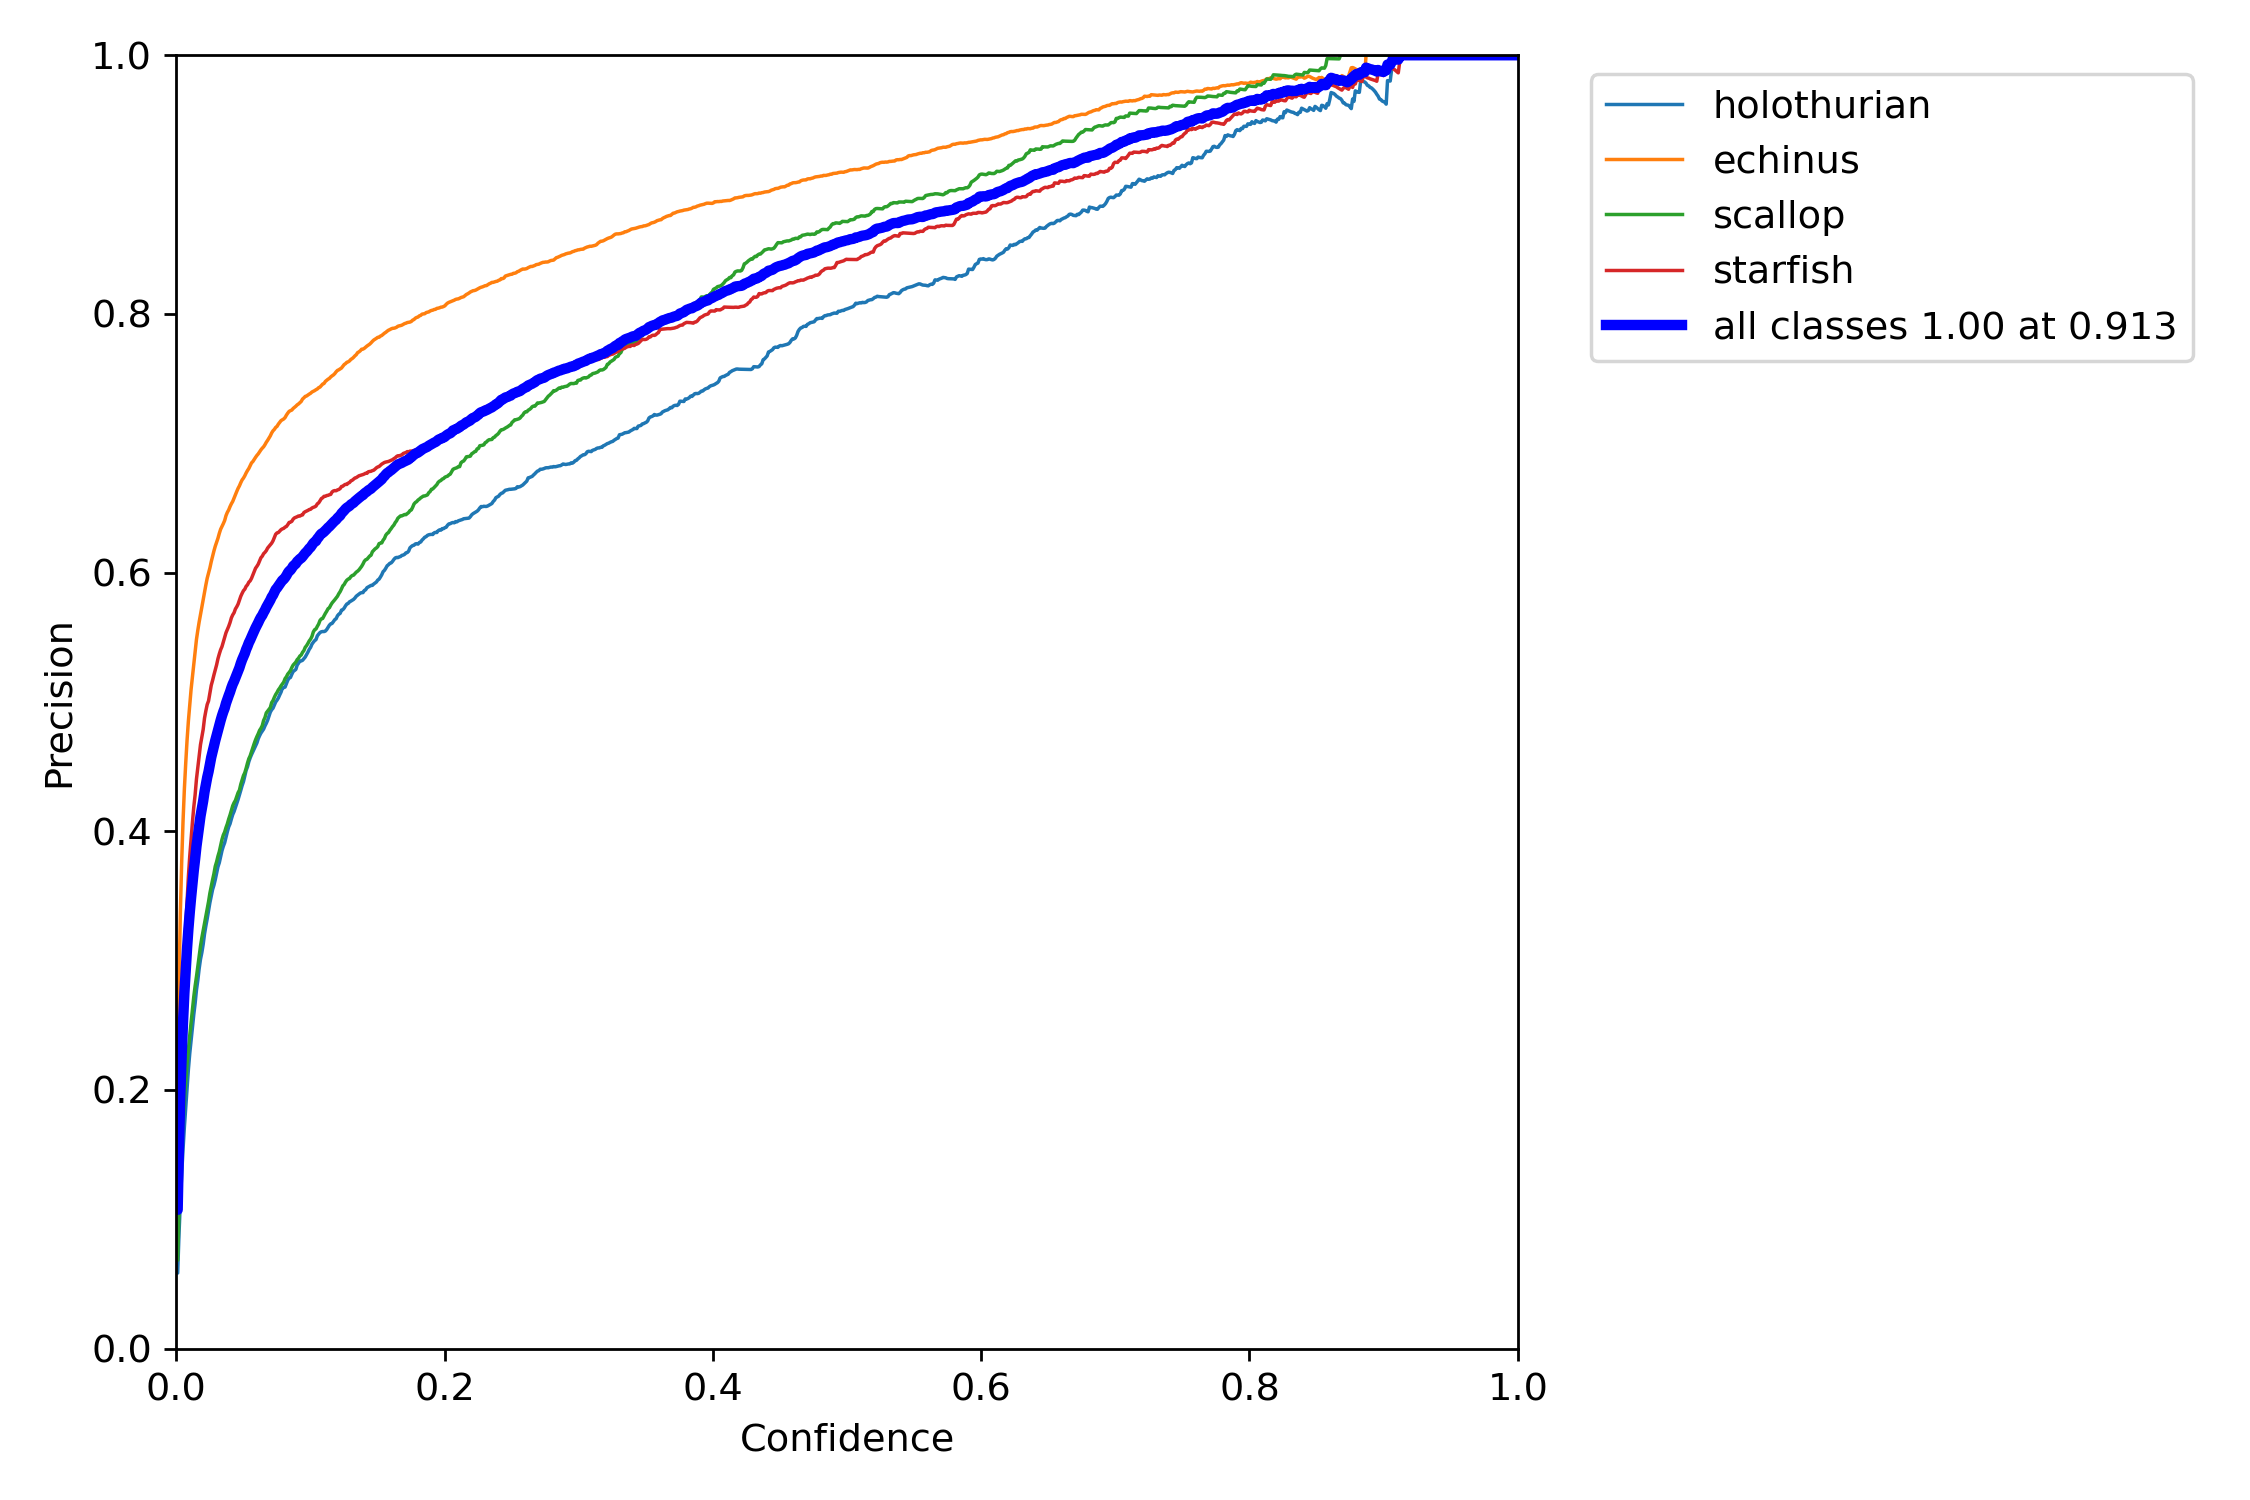 1.0
0.8
0.6
0.4
0.2
0.0
Precision
0.0 0.2 0.4 0.6 0.8 1.0
Confidence
holothurian
echinus
scallop
starfish
all classes 1.00 at 0.913